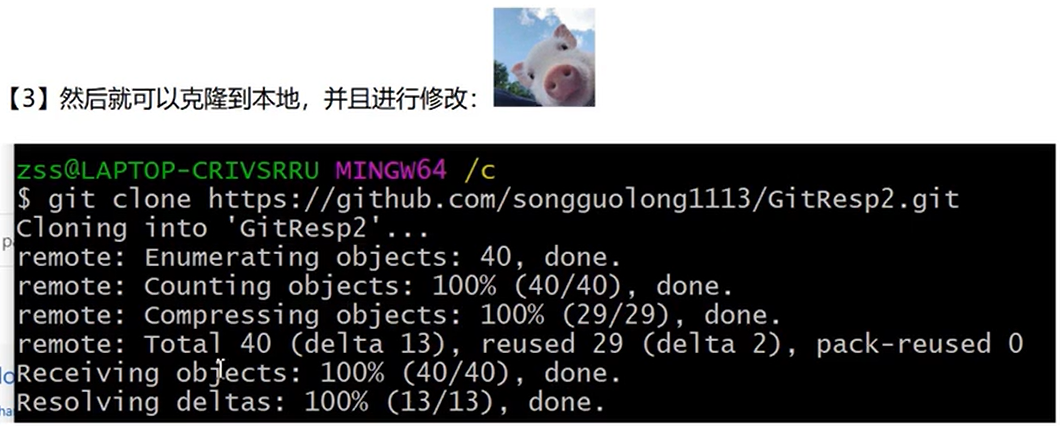 【3】然后就可以克隆到本地，并且进行修改：
zss@LAPTOP-CRIVSRRU MINGW64 /c
$ git clone https://github.com/songguolong1113/GitResp2.git
Cloning into 'GitResp2'...
remote: Enumerating objects: 40, done.
remote: Counting objects: 100% (40/40), done.
remote: Compressing objects: 100% (29/29), done.
remote: Total 40 (delta 13), reused 29 (delta 2), pack-reused 0
Receiving objects: 100% (40/40), done.
Resolving deltas: 100% (13/13), done.